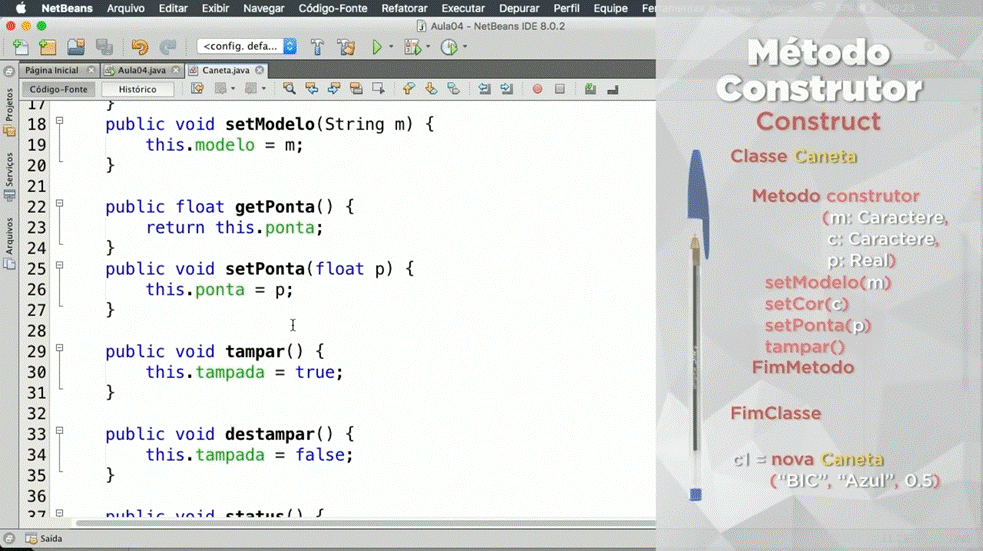 NetBeans Arquivo Editar Exibir Navegar Código-Fonte Refatorar Executar Depurar Perfil Equipe
Aula04 - NetBeans IDE 8.0.2
<config. defa...
Página Inicial Aula04.java Caneta.java
Código-Fonte Histórico
Projetos
Serviços
Arquivos
17 }
18 public void setModelo(String m) {
19 this.modelo = m;
20 }
21
22 public float getPonta() {
23 return this.ponta;
24 }
25 public void setPonta(float p) {
26 this.ponta = p;
27 }
28
29 public void tampar() {
30 this.tampada = true;
31 }
32
33 public void destampar() {
34 this.tampada = false;
35 }
36
37 public void status() {
Saída
Método
Construtor
Construct
Classe Caneta
Metodo construtor
(m: Caractere,
c: Caractere,
p: Real)
setModelo(m)
setCor(c)
setPonta(p)
tampar()
FimMetodo
FimClasse
c1 = nova Caneta
("BIC", "Azul", 0.5)